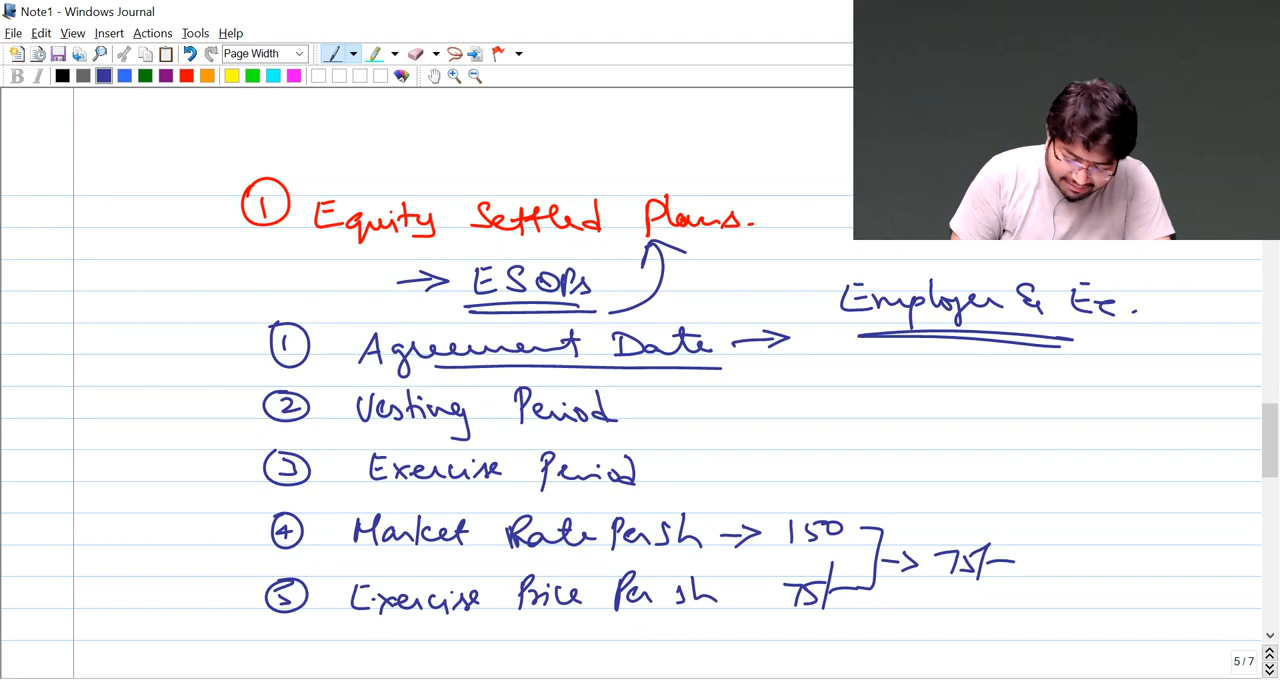 Note1 - Windows Journal
File Edit View Insert Actions Tools Help
Page Width
B I
① Equity Settled Plans.
→ ESOPs
① Agreement Date → Employer & Ee.
② Vesting Period
③ Exercise Period
④ Market Rate Per sh → 150
→ 75/-
⑤ Exercise Price Per sh 75/-
5 / 7